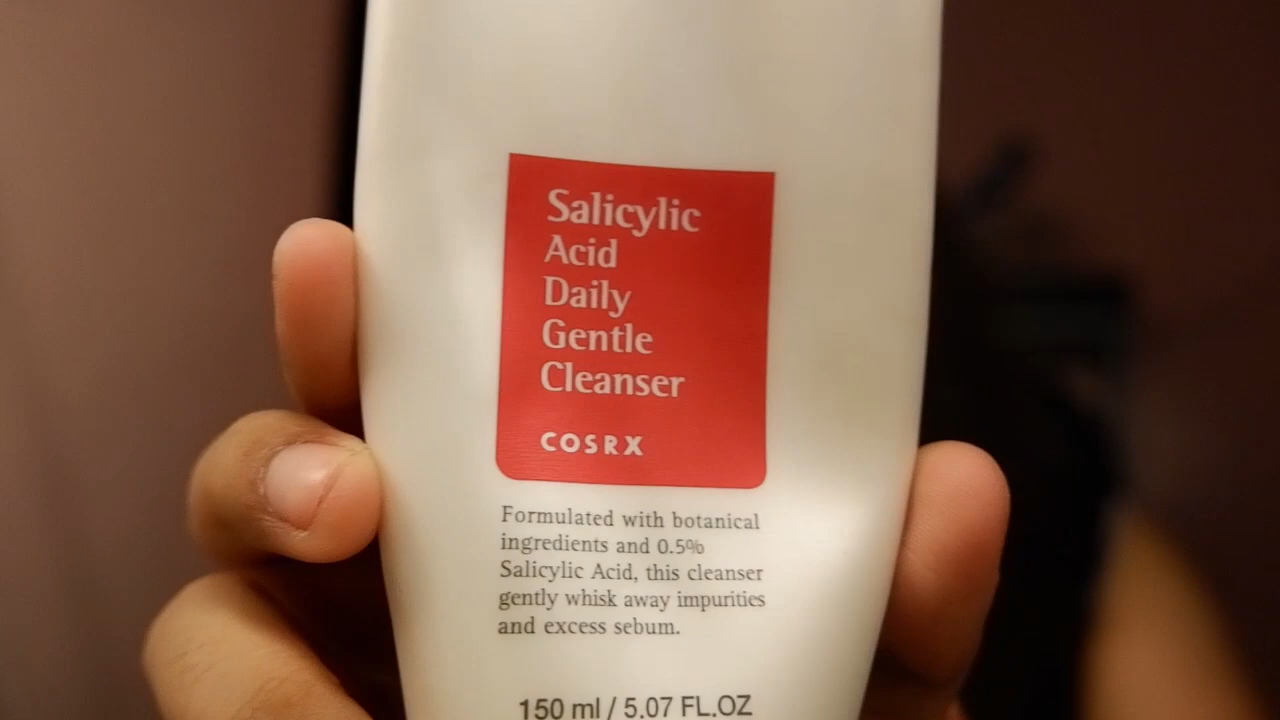 Salicylic
Acid
Daily
Gentle
Cleanser
COSRX
Formulated with botanical
ingredients and 0.5%
Salicylic Acid, this cleanser
gently whisk away impurities
and excess sebum.
150 ml / 5.07 FL.OZ